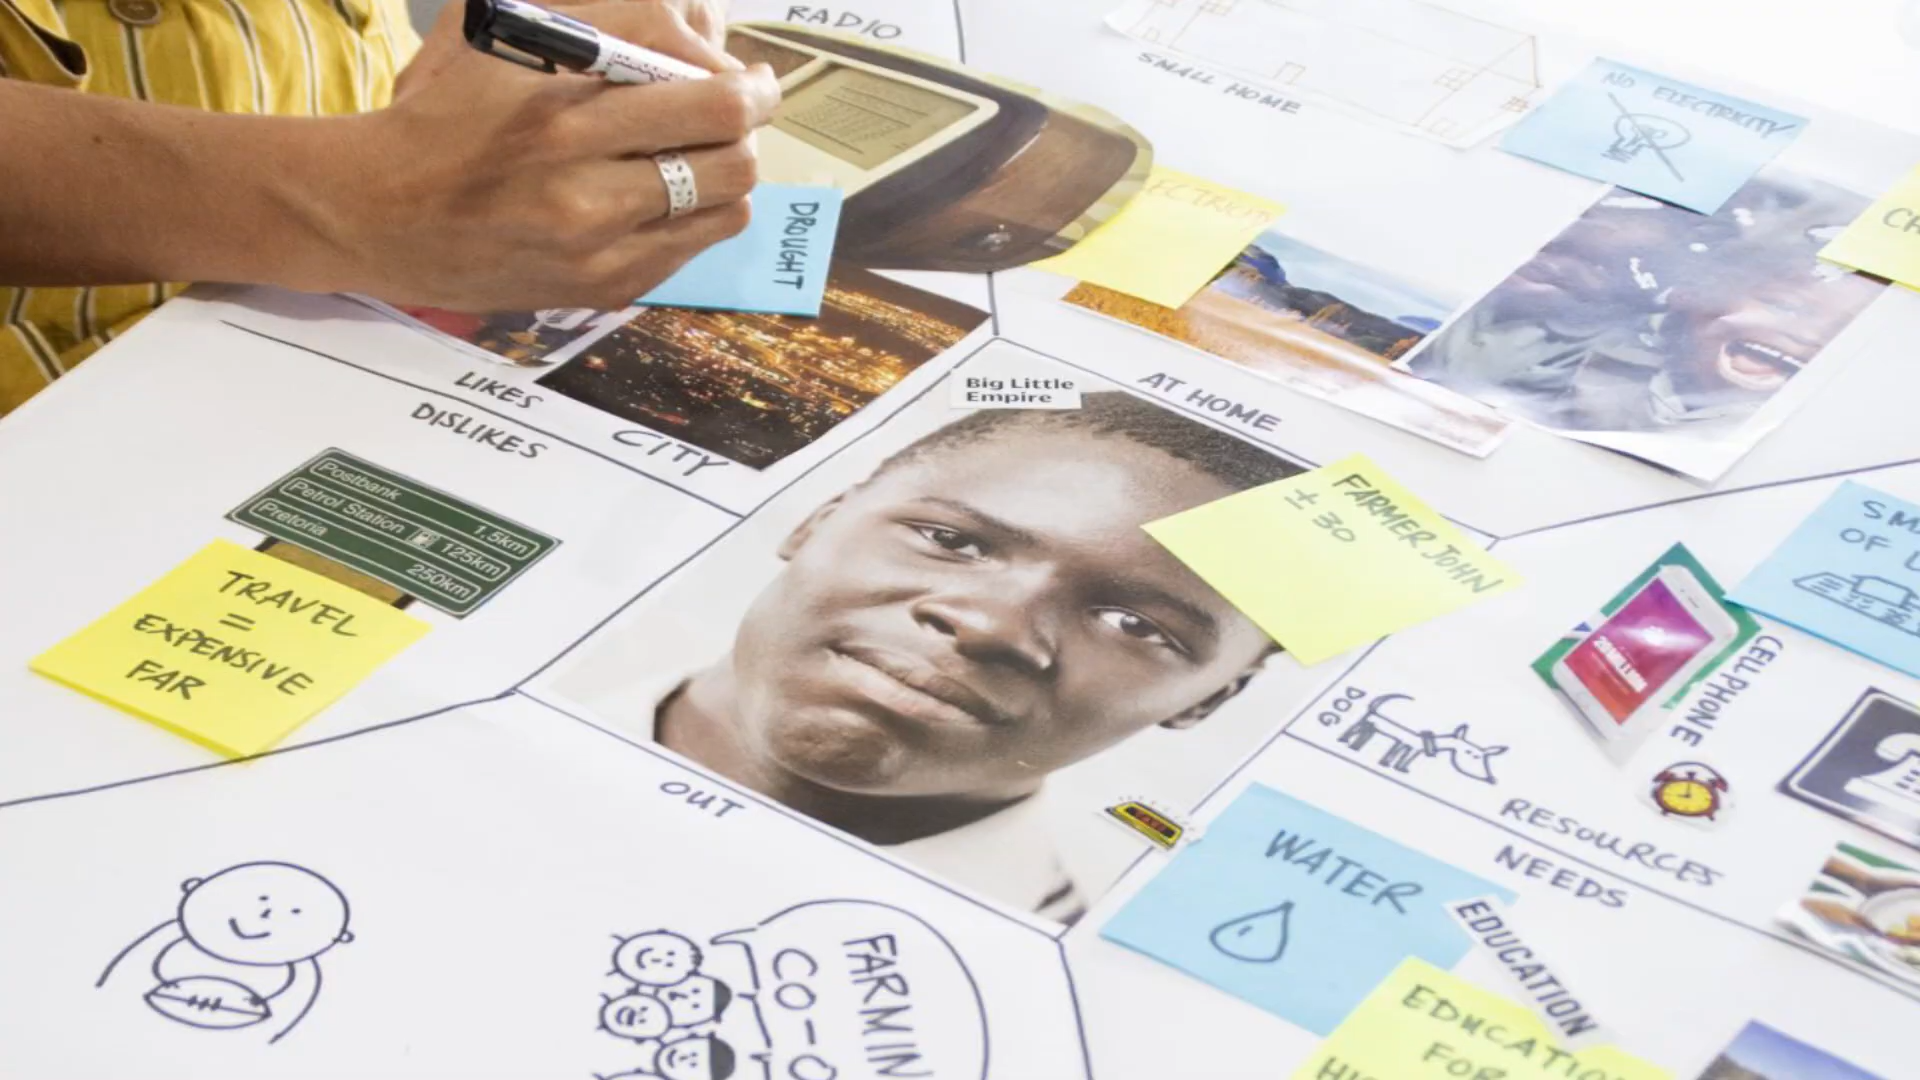 RADIO
SMALL HOME
NO ELECTRICITY
DROUGHT
LIKES
DISLIKES
CITY
Big Little
Empire
AT HOME
FARMER JOHN
± 30
Postbank 1,5km
Petrol Station 125km
Pretoria 250km
TRAVEL
=
EXPENSIVE
FAR
OF
CELLPHONE
DOG
RESOURCES
NEEDS
OUT
TAXI
WATER
EDUCATION
FARMIN
CO-O
FOR